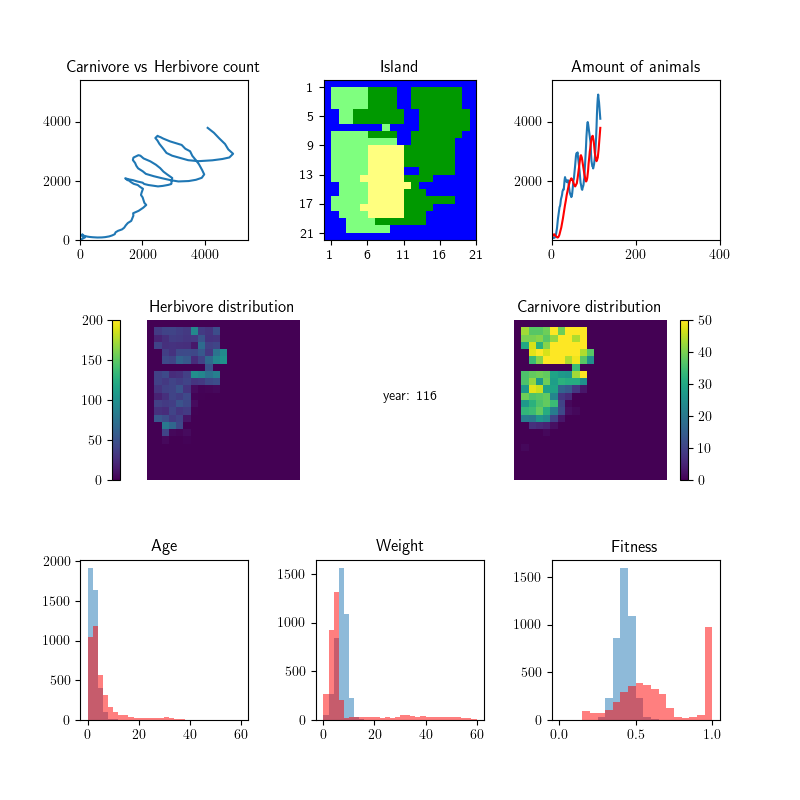 Carnivore vs Herbivore count
4000
2000
0
0 2000 4000
Island
1
5
9
13
17
21
1 6 11 16 21
Amount of animals
4000
2000
0
0 200 400
Herbivore distribution
200
150
100
50
0
year: 116
Carnivore distribution
50
40
30
20
10
0
Age
2000
1500
1000
500
0
0 20 40 60
Weight
1500
1000
500
0
0 20 40 60
Fitness
1500
1000
500
0
0.0 0.5 1.0